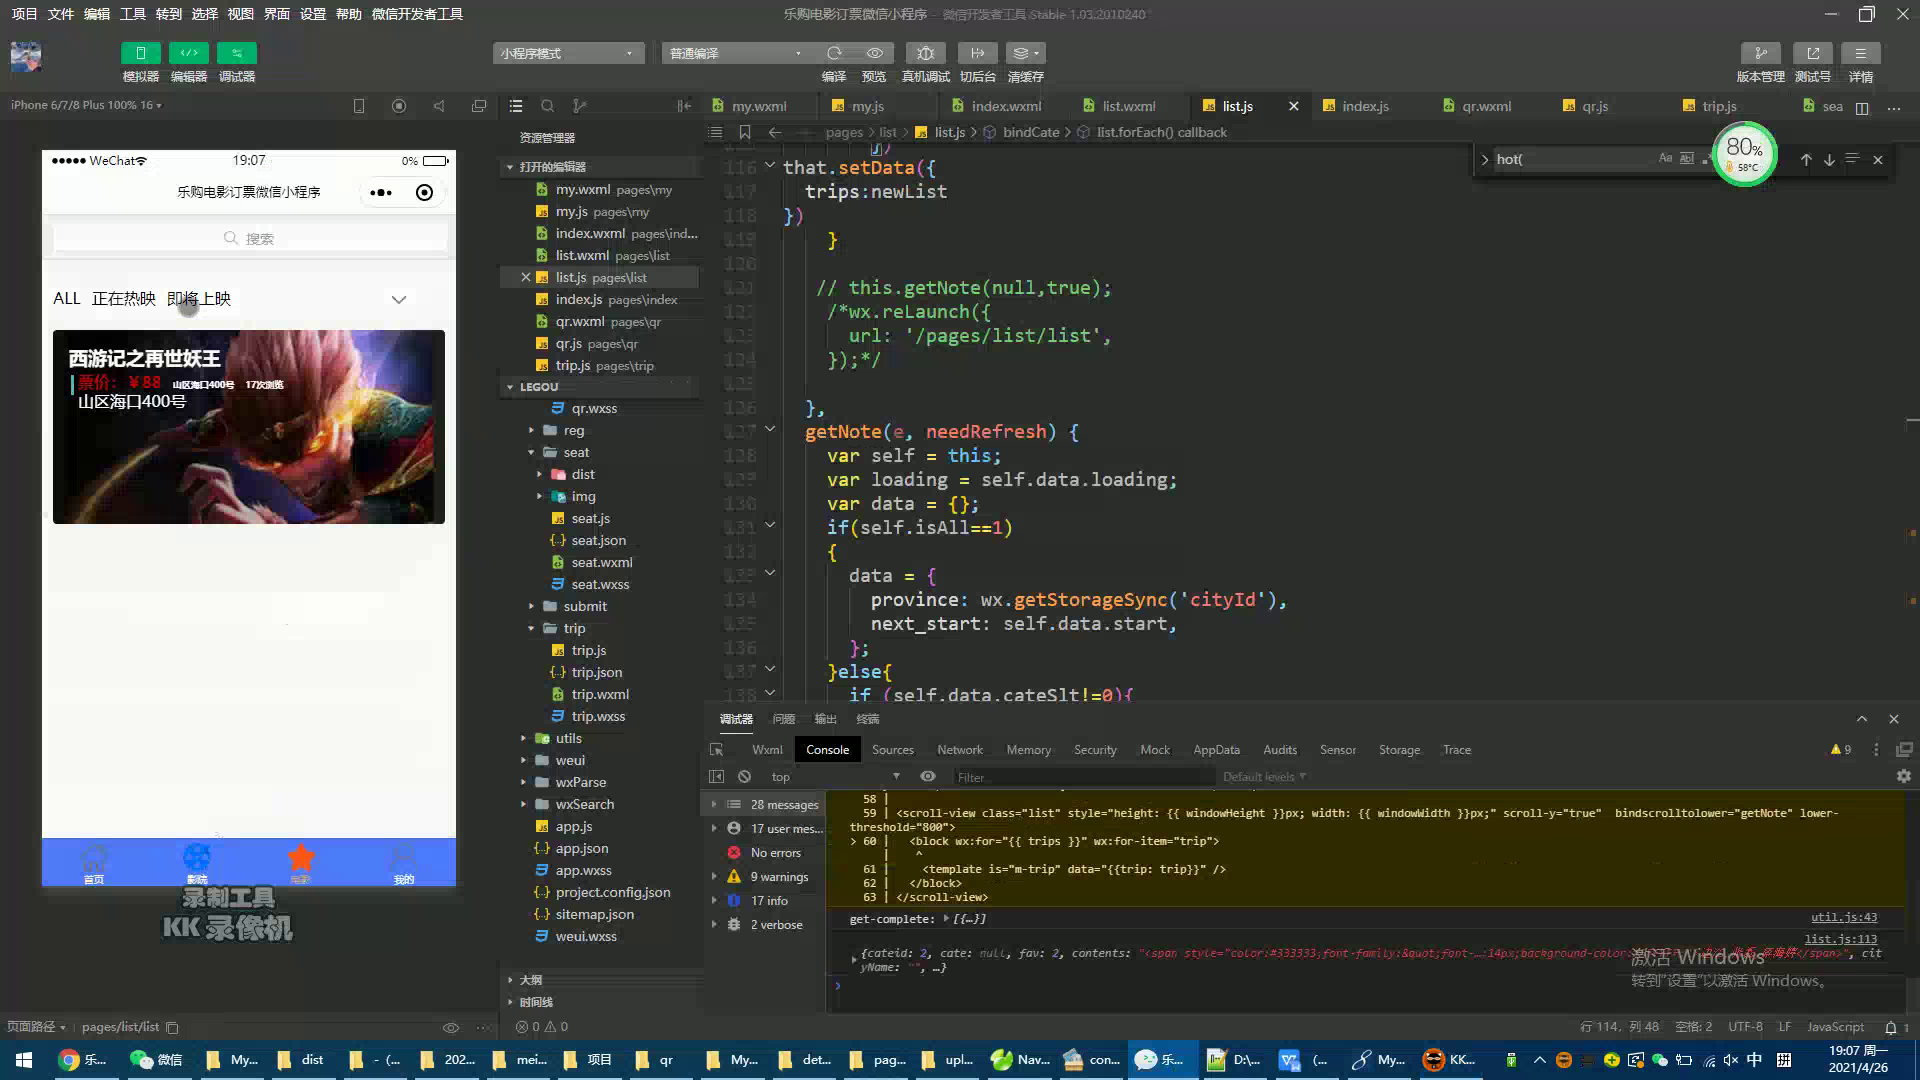 项目 文件 编辑 工具 转到 选择 视图 界面 设置 帮助 微信开发者工具
乐购电影订票微信小程序 - 微信开发者工具 Stable 1.03.2010240
模拟器 编辑器 调试器
小程序模式
普通编译
编译 预览 真机调试 切后台 清缓存
版本管理 测试号 详情
iPhone 6/7/8 Plus 100% 16
my.wxml my.js index.wxml list.wxml list.js index.js qr.wxml qr.js trip.js sea
资源管理器
pages > list > list.js > bindCate > list.forEach() callback
打开的编辑器
my.wxml pages\my
my.js pages\my
index.wxml pages\ind...
list.wxml pages\list
list.js pages\list
index.js pages\index
qr.wxml pages\qr
qr.js pages\qr
trip.js pages\trip
LEGOU
qr.wxss
reg
seat
dist
img
seat.js
seat.json
seat.wxml
seat.wxss
submit
trip
trip.js
trip.json
trip.wxml
trip.wxss
utils
weui
wxParse
wxSearch
app.js
app.json
app.wxss
project.config.json
sitemap.json
weui.wxss
大纲
时间线
WeChat 19:07 0%
乐购电影订票微信小程序
搜索
ALL 正在热映 即将上映
西游记之再世妖王
票价: ￥88 山区海口400号 17次浏览
山区海口400号
首页 影院 我的
录制工具
KK 录像机
hot(
80%
58°C
116 that.setData({
117 trips:newList
118 })
119 }
120
121 // this.getNote(null,true);
122 /*wx.reLaunch({
123 url: '/pages/list/list',
124 });*/
125
126 },
127 getNote(e, needRefresh) {
128 var self = this;
129 var loading = self.data.loading;
130 var data = {};
131 if(self.isAll==1)
132 {
133 data = {
134 province: wx.getStorageSync('cityId'),
135 next_start: self.data.start,
136 };
137 }else{
138 if (self.data.cateSlt!=0){
调试器 问题 输出 终端
Wxml Console Sources Network Memory Security Mock AppData Audits Sensor Storage Trace 9
top Filter Default levels
28 messages
17 user mes...
No errors
9 warnings
17 info
2 verbose
58 |
59 | <scroll-view class="list" style="height: {{ windowHeight }}px; width: {{ windowWidth }}px;" scroll-y="true" bindscrolltolower="getNote" lower-
threshold="800">
> 60 | <block wx:for="{{ trips }}" wx:for-item="trip">
| ^
61 | <template is="m-trip" data="{{trip: trip}}" />
62 | </block>
63 | </scroll-view>
get-complete: [{…}] util.js:43
list.js:113
{cateid: 2, cate: null, fav: 2, contents: "<span style="color:#333333;font-family:&quot;font-…:14px;background-color: </span>", cit
yName: "", …}
激活 Windows
转到"设置"以激活 Windows。
页面路径 pages/list/list
0 0
行 114，列 48 空格: 2 UTF-8 LF JavaScript 1
乐... 微信 My... dist - (... 202... mei... 项目 qr My... det... pag... upl... Nav... con... 乐... D:\... (... My... KK... 中
19:07 周一
2021/4/26